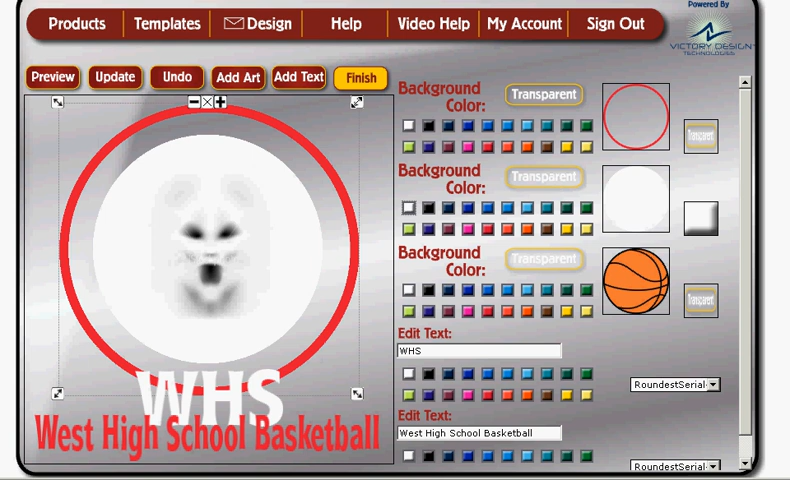 Powered By
Products Templates Design Help Video Help My Account Sign Out
VICTORY DESIGN
TECHNOLOGIES
Preview Update Undo Add Art Add Text Finish
Background
Color:
Transparent
Transparent
Background
Color:
Transparent
Background
Color:
Transparent
Transparent
Edit Text:
WHS
RoundestSerial-
Edit Text:
West High School Basketball
RoundestSerial-
WHS
West High School Basketball